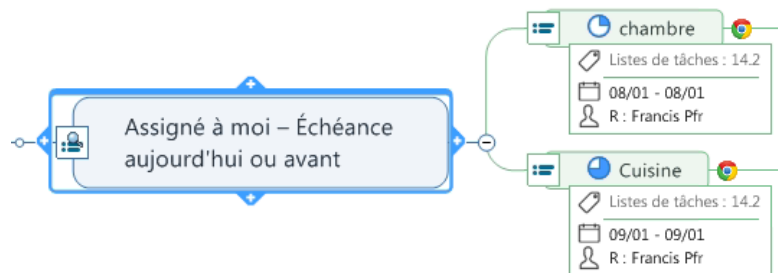 Assigné à moi – Échéance
aujourd'hui ou avant
chambre
Listes de tâches : 14.2
08/01 - 08/01
R : Francis Pfr
Cuisine
Listes de tâches : 14.2
09/01 - 09/01
R : Francis Pfr